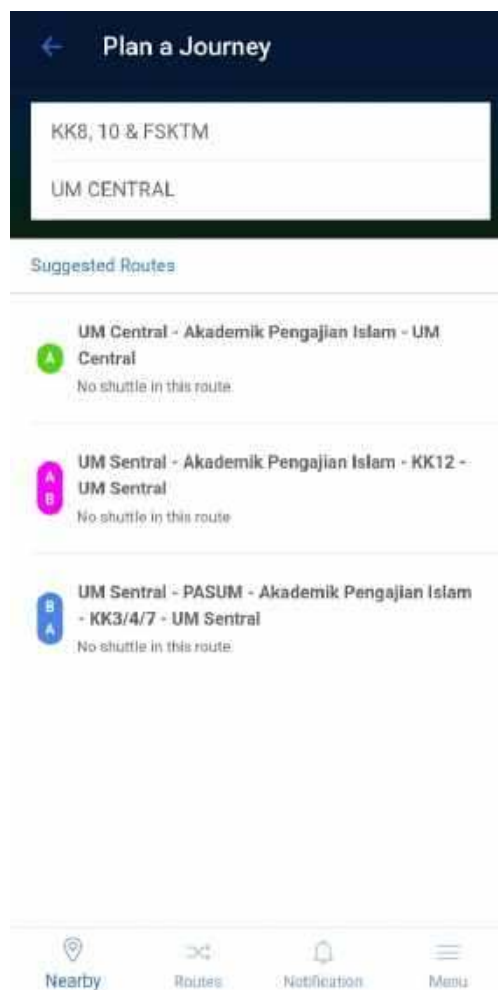 Plan a Journey
KK8, 10 & FSKTM
UM CENTRAL
Suggested Routes
A
UM Central - Akademik Pengajian Islam - UM
Central
No shuttle in this route
A
B
UM Sentral - Akademik Pengajian Islam - KK12 -
UM Sentral
No shuttle in this route
B
A
UM Sentral - PASUM - Akademik Pengajian Islam
- KK3/4/7 - UM Sentral
No shuttle in this route
Nearby Routes Notification Menu